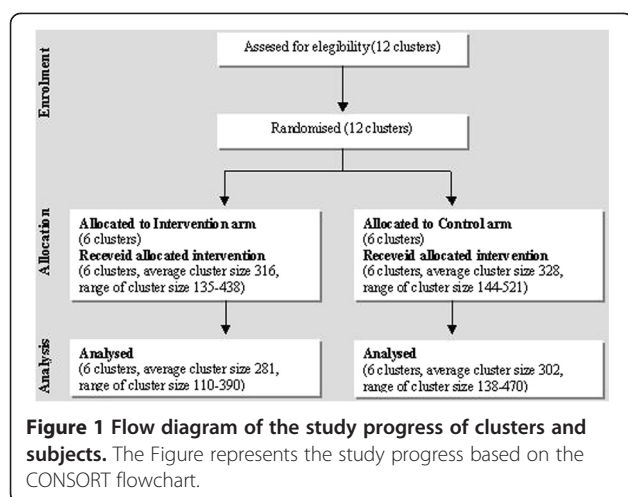 Enrolment
Assesed for elegibility (12 clusters)
Randomised (12 clusters)
Allocation
Allocated to Intervention arm
(6 clusters)
Receveid allocated intervention
(6 clusters, average cluster size 316,
range of cluster size 135-438)
Allocated to Control arm
(6 clusters)
Receveid allocated intervention
(6 clusters, average cluster size 328,
range of cluster size 144-521)
Analysis
Analysed
(6 clusters, average cluster size 281,
range of cluster size 110-390)
Analysed
(6 clusters, average cluster size 302,
range of cluster size 138-470)
Figure 1 Flow diagram of the study progress of clusters and
subjects. The Figure represents the study progress based on the
CONSORT flowchart.